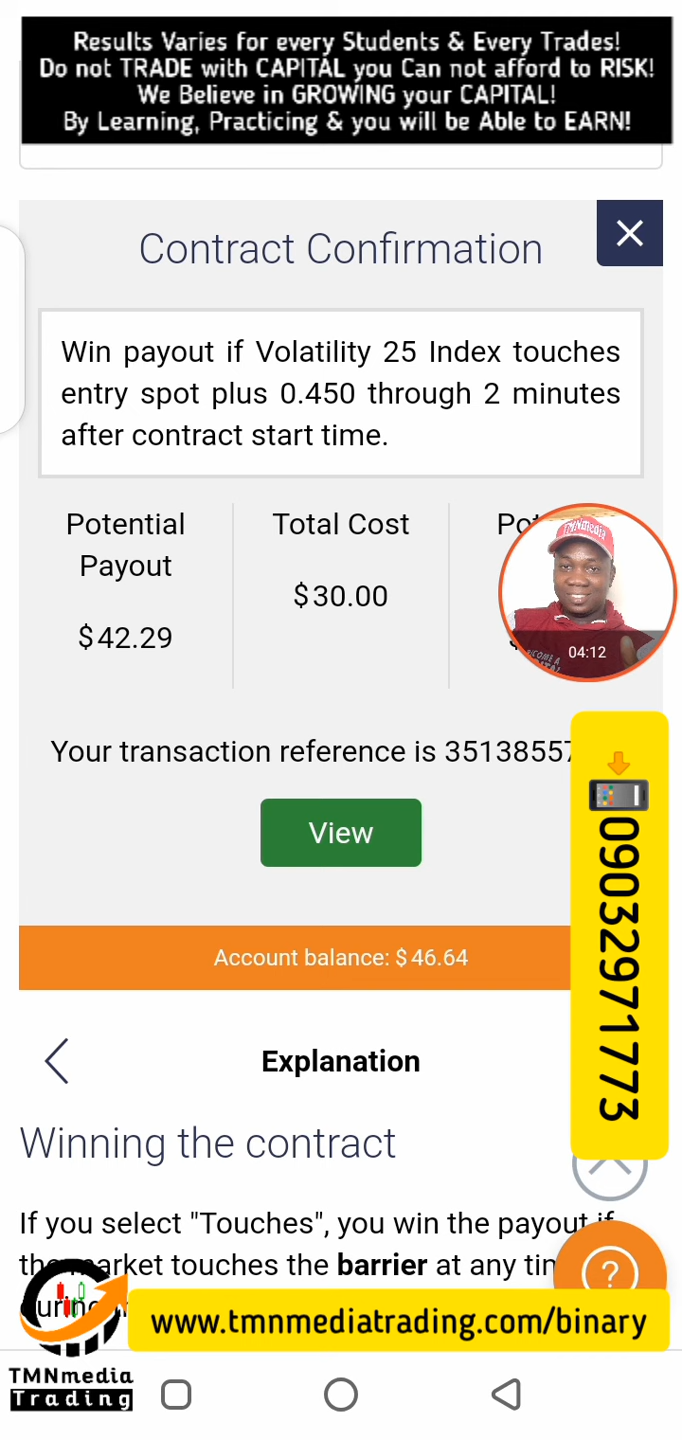 Results Varies for every Students & Every Trades!
Do not TRADE with CAPITAL you Can not afford to RISK!
We Believe in GROWING your CAPITAL!
By Learning, Practicing & you will be Able to EARN!
Contract Confirmation
Win payout if Volatility 25 Index touches
entry spot plus 0.450 through 2 minutes
after contract start time.
Potential
Payout
$42.29
Total Cost
$30.00
TMNmedia
04:12
Your transaction reference is 35138557
View
09032971773
Account balance: $46.64
Explanation
Winning the contract
If you select "Touches", you win the payout if
the market touches the barrier at any
during
www.tmnmediatrading.com/binary
TMNmedia
Trading